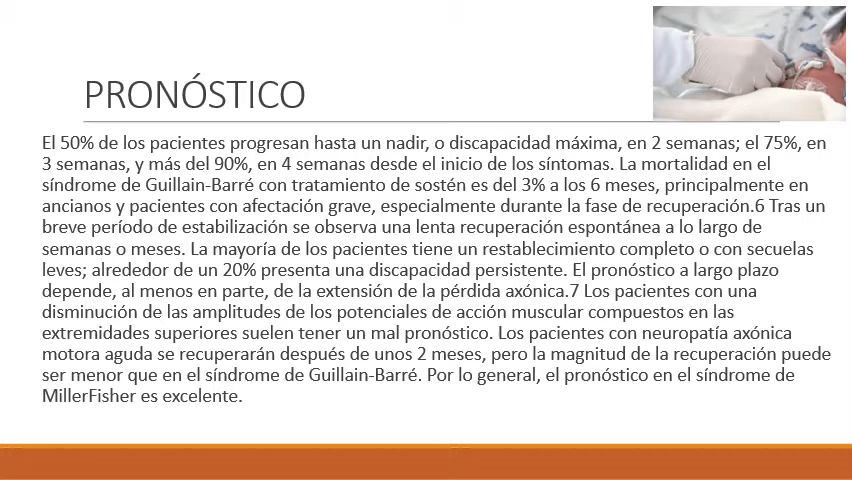 PRONÓSTICO
El 50% de los pacientes progresan hasta un nadir, o discapacidad máxima, en 2 semanas; el 75%, en
3 semanas, y más del 90%, en 4 semanas desde el inicio de los síntomas. La mortalidad en el
síndrome de Guillain-Barré con tratamiento de sostén es del 3% a los 6 meses, principalmente en
ancianos y pacientes con afectación grave, especialmente durante la fase de recuperación.6 Tras un
breve período de estabilización se observa una lenta recuperación espontánea a lo largo de
semanas o meses. La mayoría de los pacientes tiene un restablecimiento completo o con secuelas
leves; alrededor de un 20% presenta una discapacidad persistente. El pronóstico a largo plazo
depende, al menos en parte, de la extensión de la pérdida axónica.7 Los pacientes con una
disminución de las amplitudes de los potenciales de acción muscular compuestos en las
extremidades superiores suelen tener un mal pronóstico. Los pacientes con neuropatía axónica
motora aguda se recuperarán después de unos 2 meses, pero la magnitud de la recuperación puede
ser menor que en el síndrome de Guillain-Barré. Por lo general, el pronóstico en el síndrome de
MillerFisher es excelente.